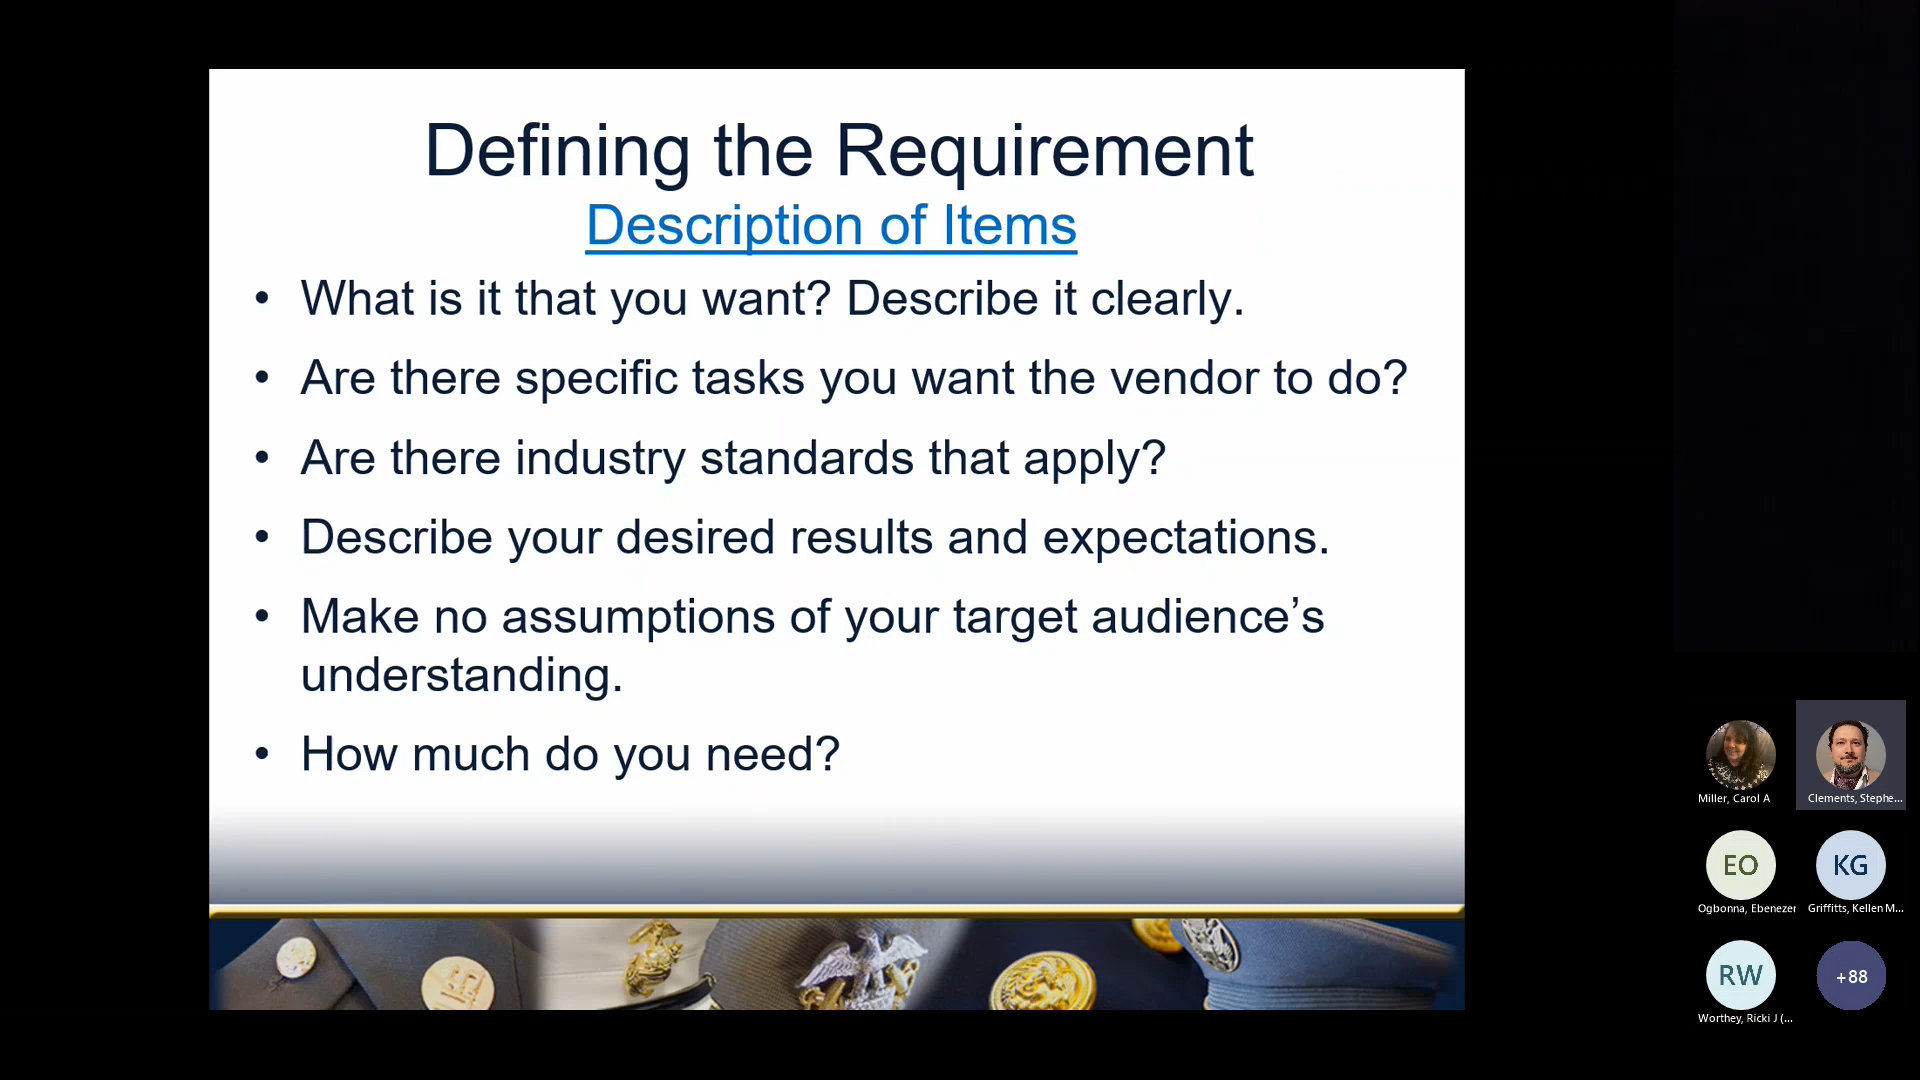 Defining the Requirement
Description of Items
• What is it that you want? Describe it clearly.
• Are there specific tasks you want the vendor to do?
• Are there industry standards that apply?
• Describe your desired results and expectations.
• Make no assumptions of your target audience’s
understanding.
• How much do you need?
Miller, Carol A
Clements, Stephe...
EO
KG
Ogbonna, Ebenezer
Griffitts, Kellen M...
RW
+88
Worthey, Ricki J (...